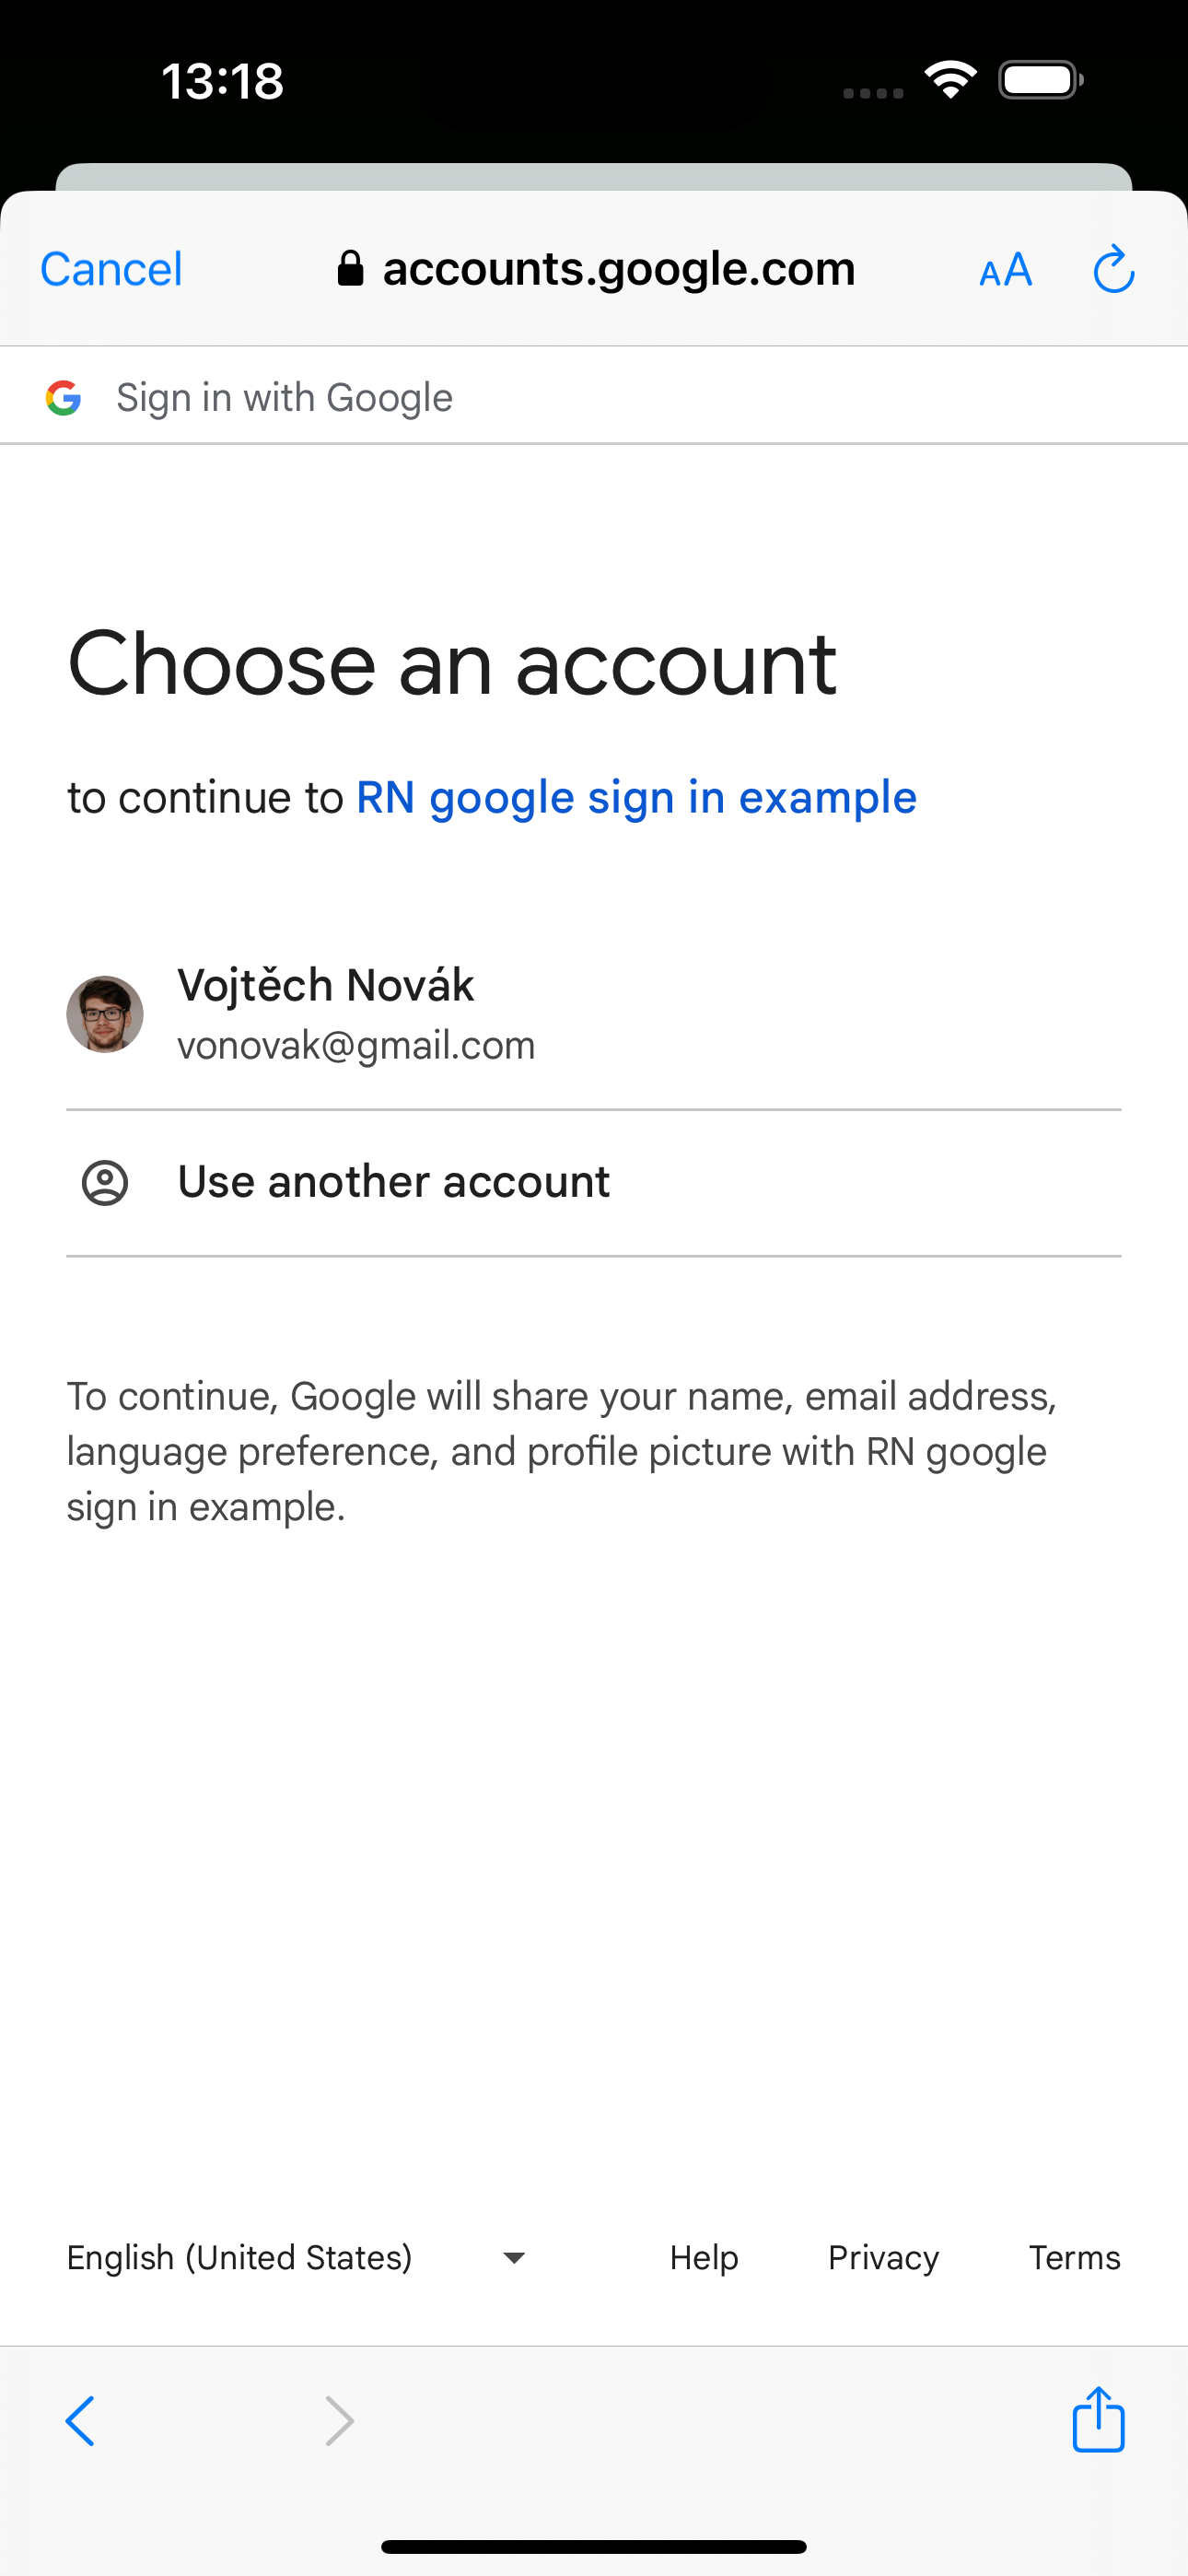 13:18
Cancel
accounts.google.com
AA
Sign in with Google
Choose an account
to continue to RN google sign in example
Vojtěch Novák
vonovak@gmail.com
Use another account
To continue, Google will share your name, email address,
language preference, and profile picture with RN google
sign in example.
English (United States)
Help
Privacy
Terms